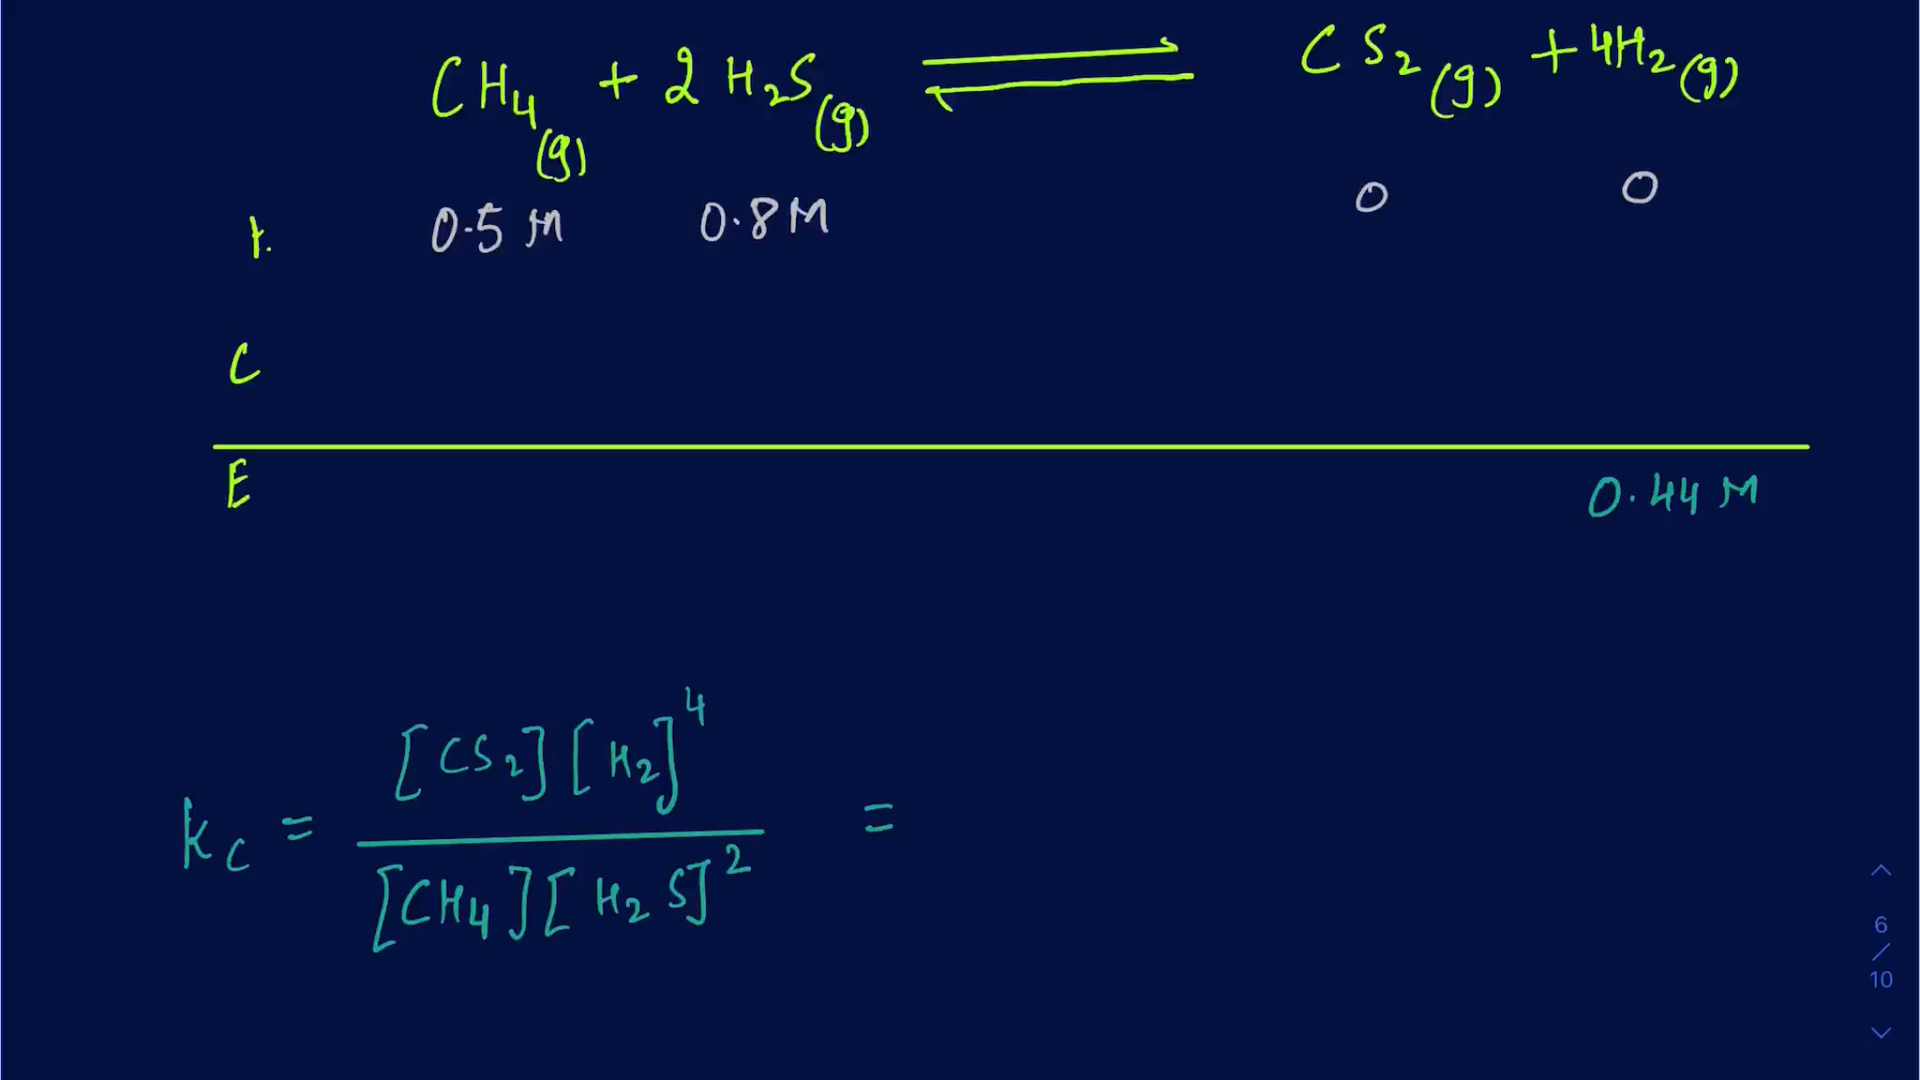 CH4(g) + 2 H2S(g) ⇌ CS2(g) + 4H2(g)
I. 0.5 M 0.8 M 0 0
C
E 0.44 M
[CS2][H2]^4
kc = ―――― =
[CH4][H2S]^2
6
/
10